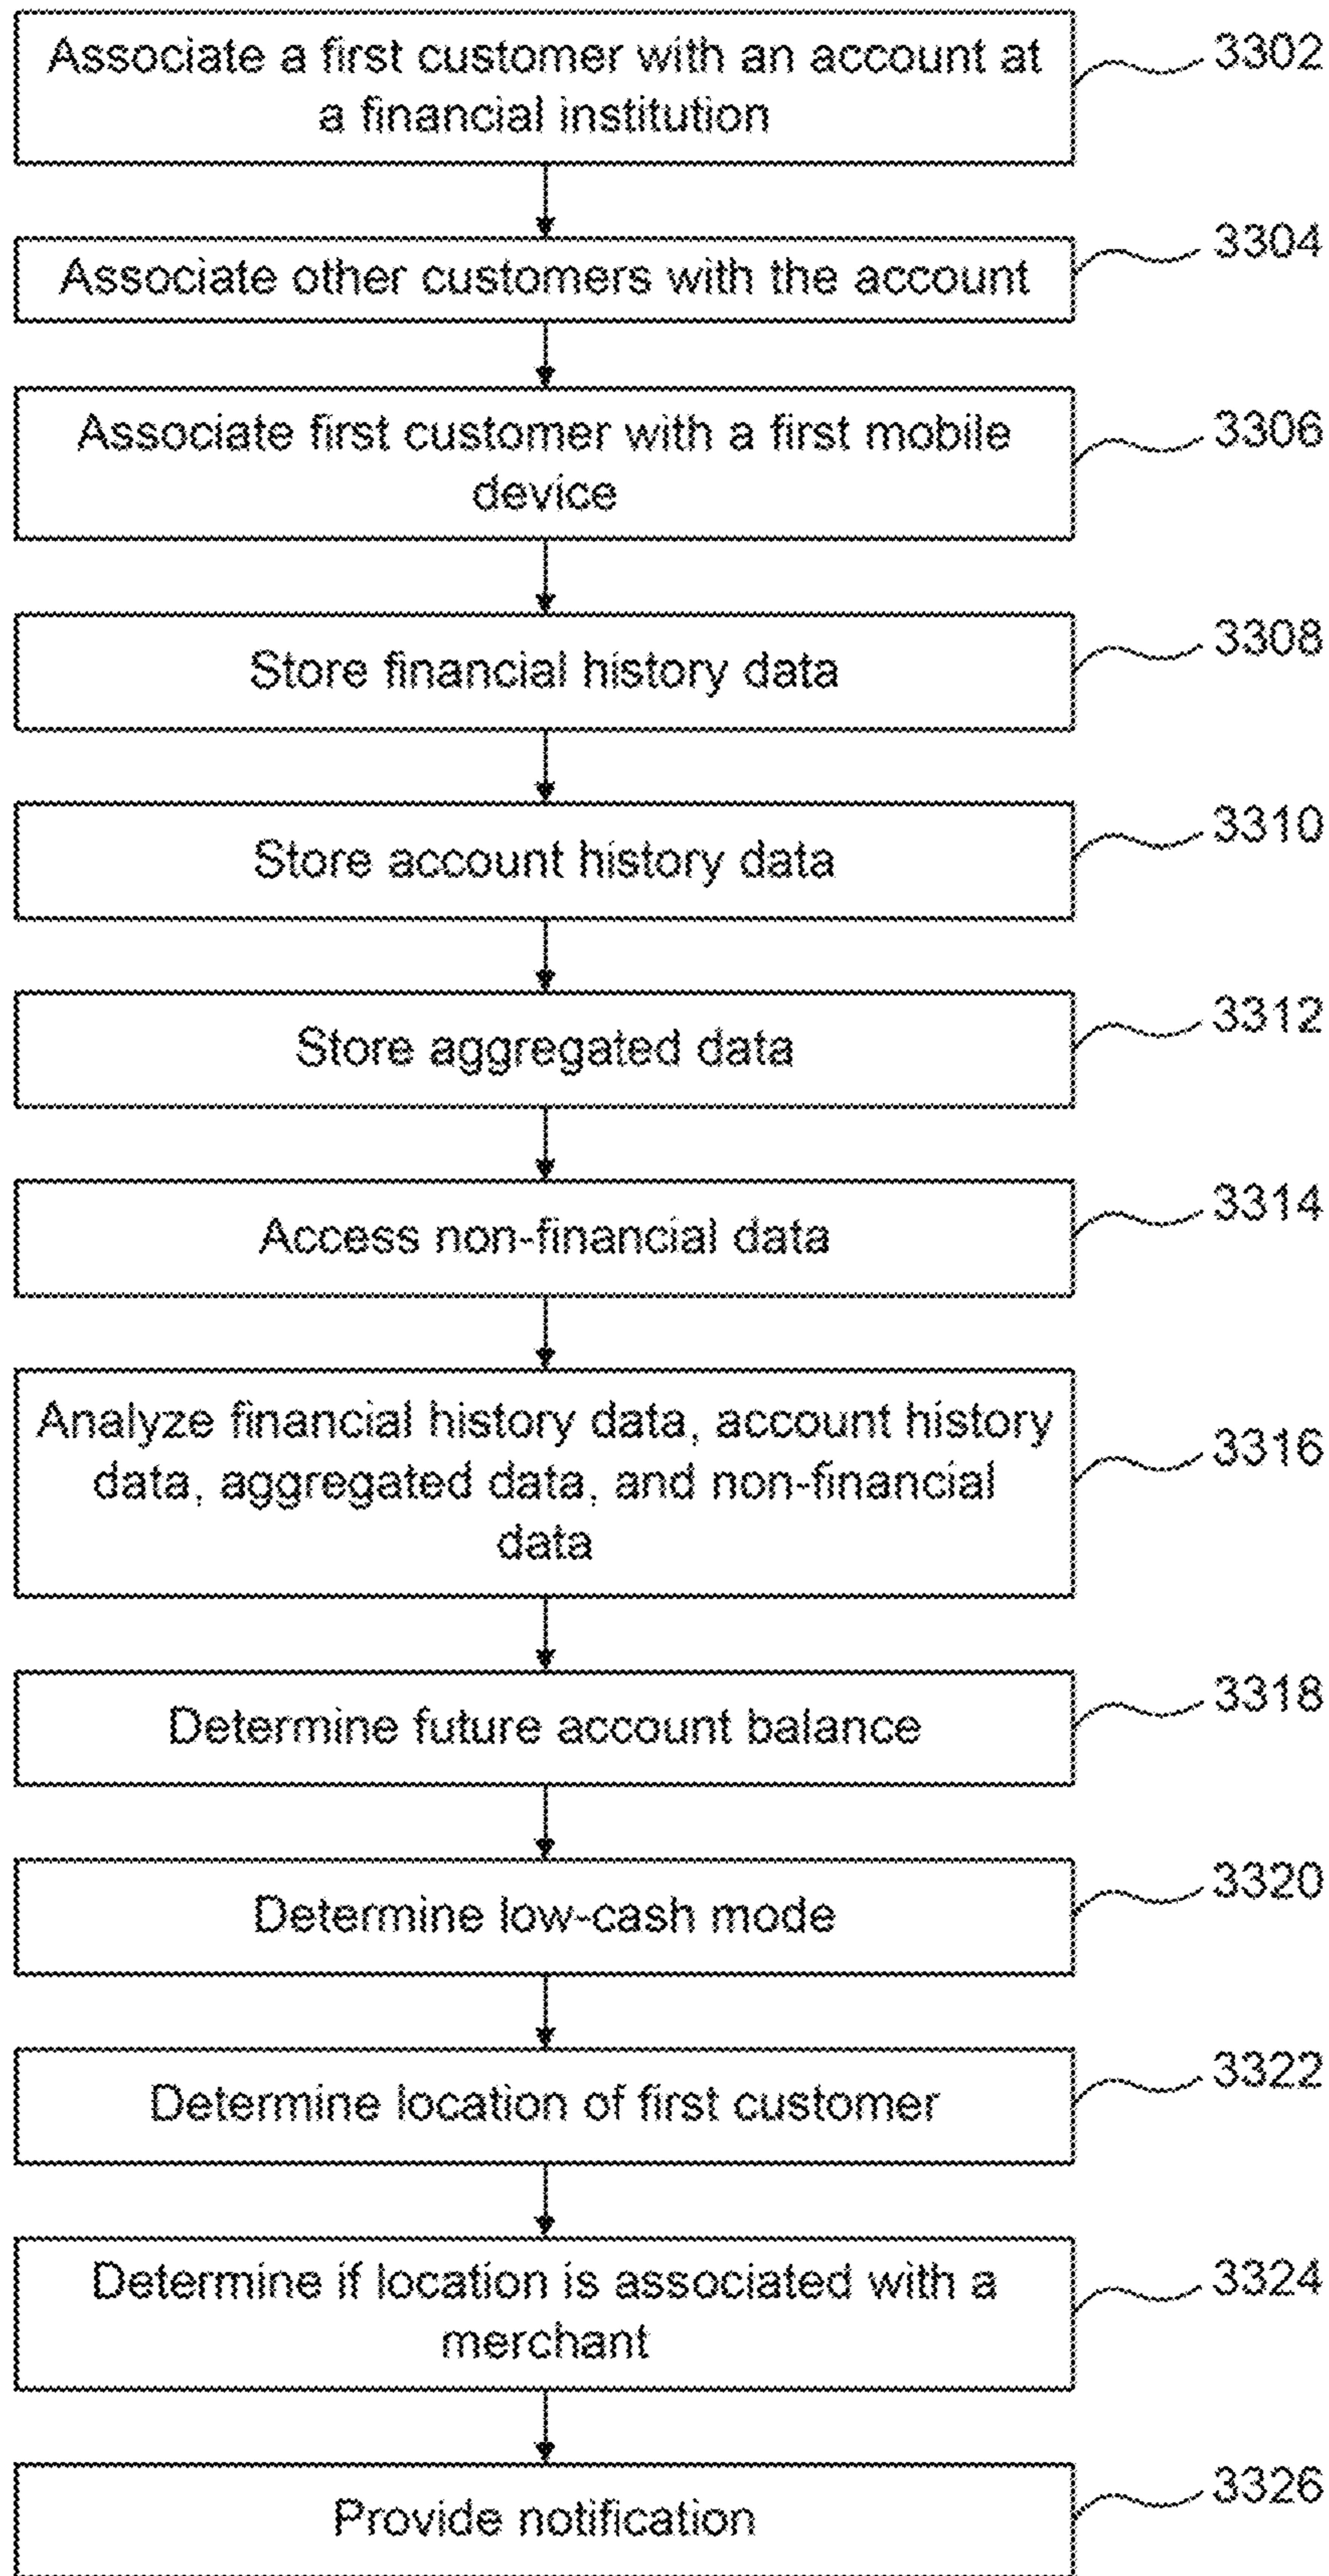 Associate a first customer with an account at
a financial institution
3302
Associate other customers with the account
3304
Associate first customer with a first mobile
device
3306
Store financial history data
3308
Store account history data
3310
Store aggregated data
3312
Access non-financial data
3314
Analyze financial history data, account history
data, aggregated data, and non-financial
data
3316
Determine future account balance
3318
Determine low-cash mode
3320
Determine location of first customer
3322
Determine if location is associated with a
merchant
3324
Provide notification
3326